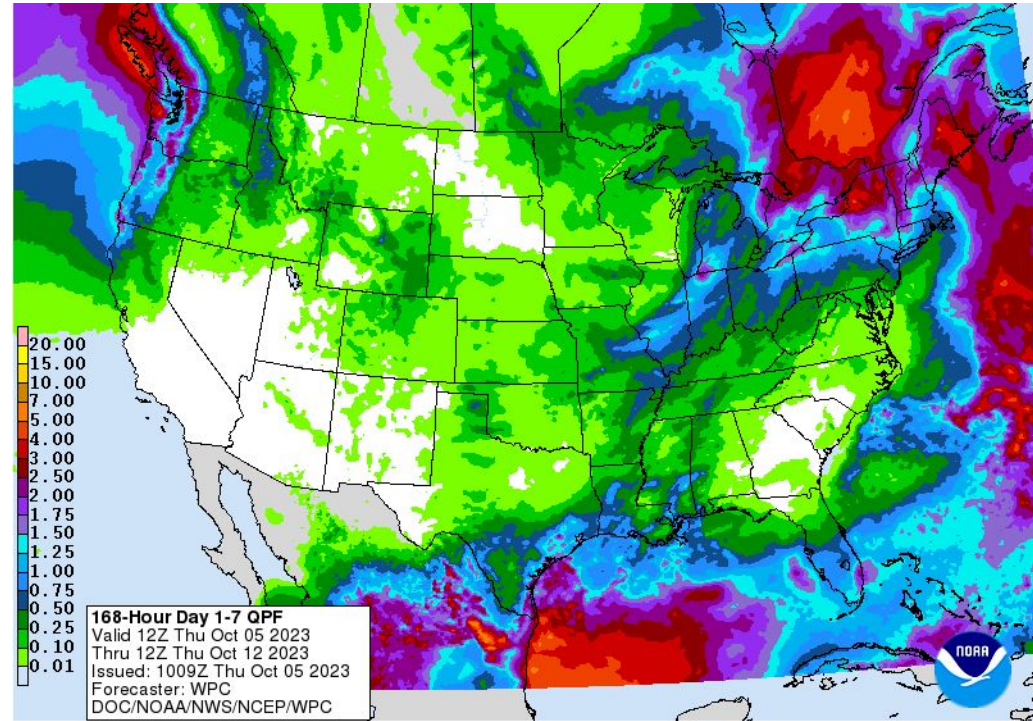 20.00
15.00
10.00
7.00
5.00
4.00
3.00
2.50
2.00
1.75
1.50
1.25
1.00
0.75
0.50
0.25
0.10
0.01
168-Hour Day 1-7 QPF
Valid 12Z Thu Oct 05 2023
Thru 12Z Thu Oct 12 2023
Issued: 1009Z Thu Oct 05 2023
Forecaster: WPC
DOC/NOAA/NWS/NCEP/WPC
NOAA